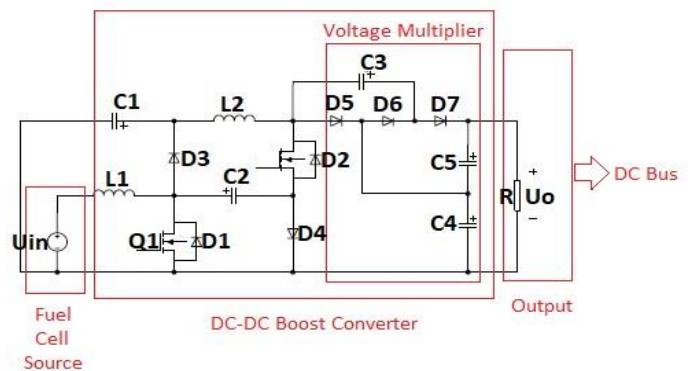 Voltage Multiplier
C3
C1
L2
D5
D6
D7
D3
D2
C5
DC Bus
L1
C2
R
Uo
+
−
Uin
Q1
D1
D4
C4
Fuel
Cell
Source
DC-DC Boost Converter
Output